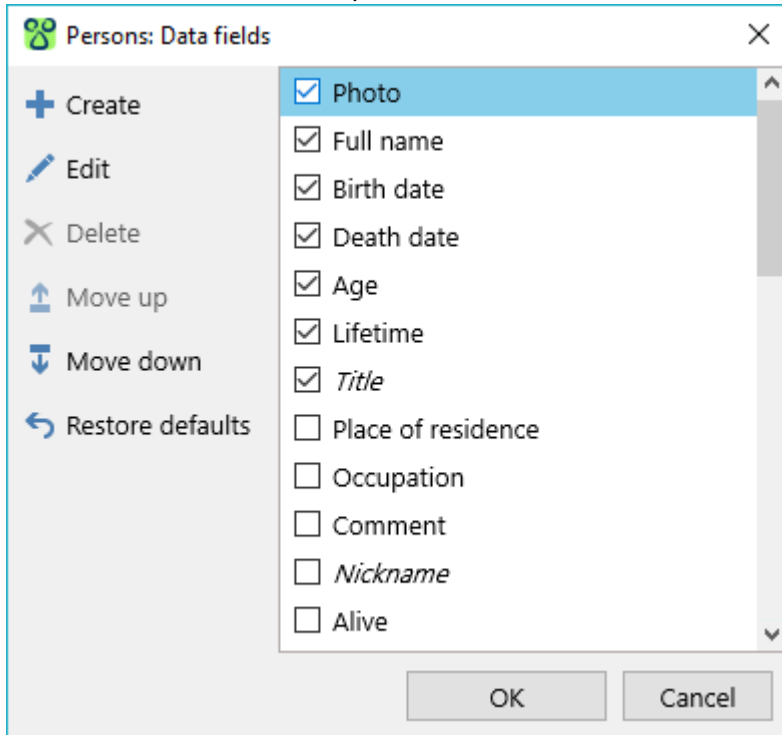 Persons: Data fields
Create
Edit
Delete
Move up
Move down
Restore defaults
Photo
Full name
Birth date
Death date
Age
Lifetime
Title
Place of residence
Occupation
Comment
Nickname
Alive
OK
Cancel